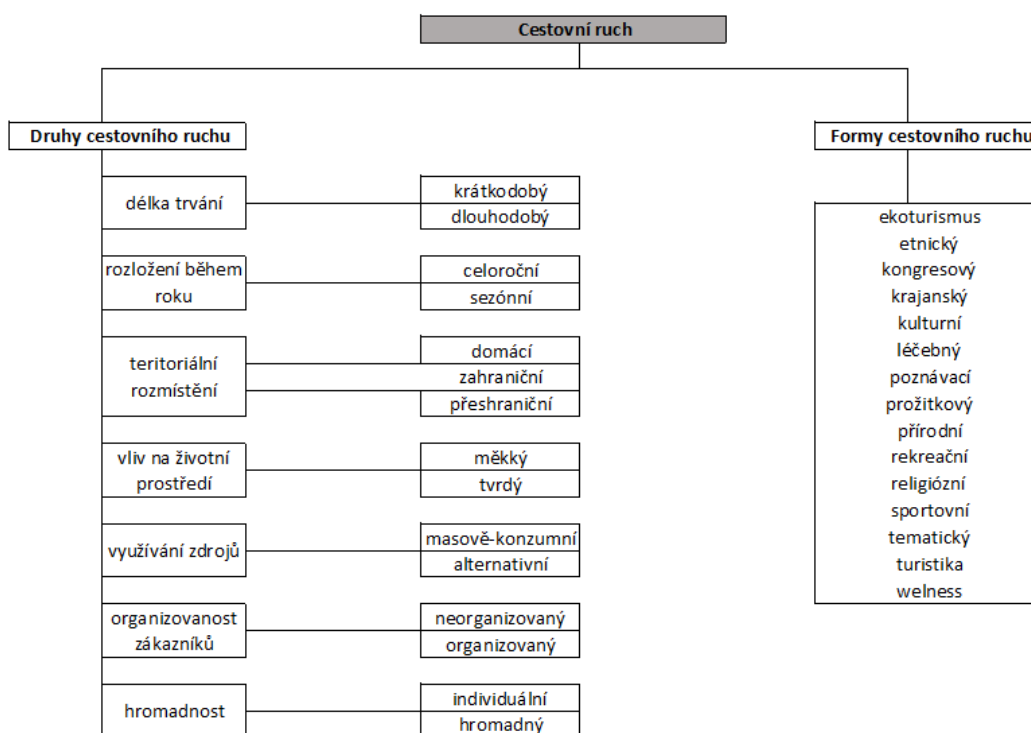 Cestovní ruch
Druhy cestovního ruchu
Formy cestovního ruchu
délka trvání
krátkodobý
dlouhodobý
rozložení během
roku
celoroční
sezónní
teritoriální
rozmístění
domácí
zahraniční
přeshraniční
vliv na životní
prostředí
měkký
tvrdý
využívání zdrojů
masově-konzumní
alternativní
organizovanost
zákazníků
neorganizovaný
organizovaný
hromadnost
individuální
hromadný
ekoturismus
etnický
kongresový
krajanský
kulturní
léčebný
poznávací
prožitkový
přírodní
rekreační
religiózní
sportovní
tematický
turistika
welness